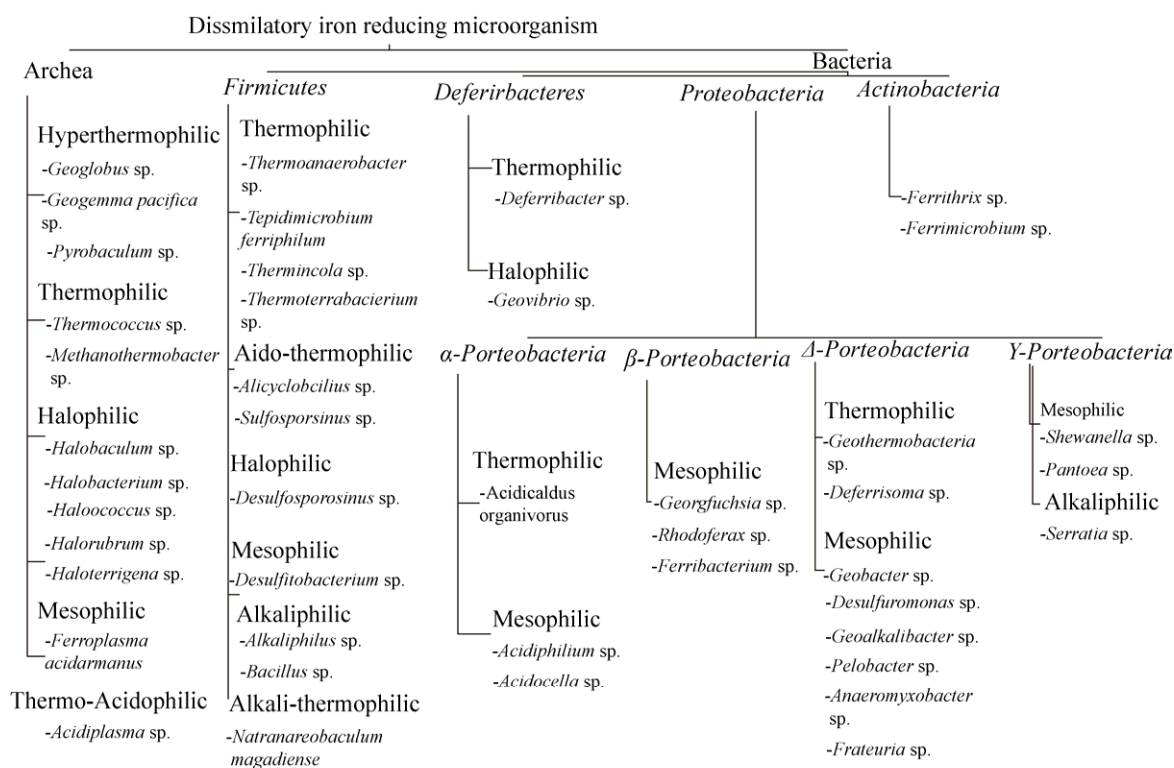 Dissmilatory iron reducing microorganism
Archea
Hyperthermophilic
-Geoglobus sp.
-Geogemma pacifica
sp.
-Pyrobaculum sp.
Thermophilic
-Thermococcus sp.
-Methanothermobacter
sp.
Halophilic
-Halobaculum sp.
-Halobacterium sp.
-Haloococcus sp.
-Halorubrum sp.
-Haloterrigena sp.
Mesophilic
-Ferroplasma
acidarmanus
Thermo-Acidophilic
-Acidiplasma sp.
Bacteria
Firmicutes
Thermophilic
-Thermoanaerobacter
sp.
-Tepidimicrobium
ferriphilum
-Thermincola sp.
-Thermoterrabacierium
sp.
Aido-thermophilic
-Alicyclobcilius sp.
-Sulfosporsinus sp.
Halophilic
-Desulfosporosinus sp.
Mesophilic
-Desulfitobacterium sp.
Alkaliphilic
-Alkaliphilus sp.
-Bacillus sp.
Alkali-thermophilic
-Natranareobaculum
magadiense
Deferirbacteres
Thermophilic
-Deferribacter sp.
Halophilic
-Geovibrio sp.
Proteobacteria
α-Porteobacteria
Thermophilic
-Acidicaldus
organivorus
Mesophilic
-Acidiphilium sp.
-Acidocella sp.
β-Porteobacteria
Mesophilic
-Georgfuchsia sp.
-Rhodoferax sp.
-Ferribacterium sp.
Δ-Porteobacteria
Thermophilic
-Geothermobacteria
sp.
-Deferrisoma sp.
Mesophilic
-Geobacter sp.
-Desulfuromonas sp.
-Geoalkalibacter sp.
-Pelobacter sp.
-Anaeromyxobacter
sp.
-Frateuria sp.
Y-Porteobacteria
Mesophilic
-Shewanella sp.
-Pantoea sp.
Alkaliphilic
-Serratia sp.
Actinobacteria
-Ferrithrix sp.
-Ferrimicrobium sp.